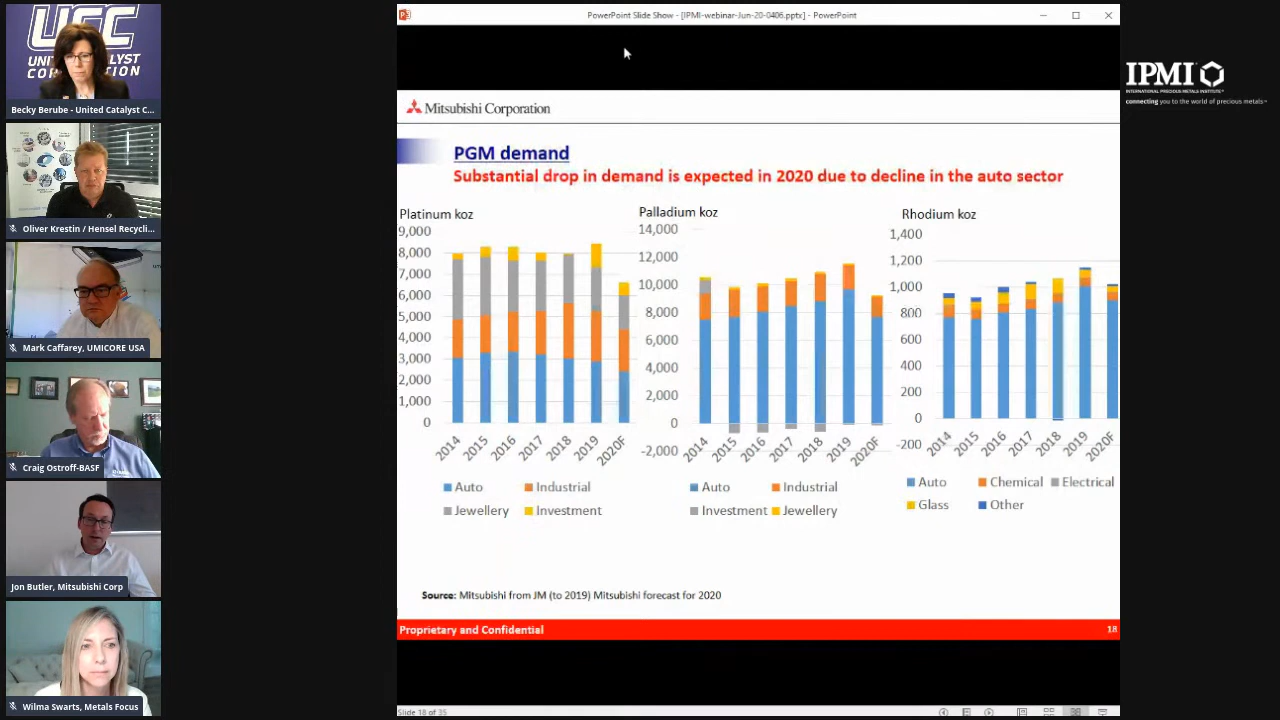 PowerPoint Slide Show - [IPMI-webinar-Jun-20-0406.pptx] - PowerPoint
UCC
UNITED CATALYST
CORPORATION
Becky Berube - United Catalyst C...
Oliver Krestin / Hensel Recycli...
Mark Caffarey, UMICORE USA
Craig Ostroff-BASF
Jon Butler, Mitsubishi Corp
Wilma Swarts, Metals Focus
IPMI
INTERNATIONAL PRECIOUS METALS INSTITUTE
connecting you to the world of precious metals
Mitsubishi Corporation
PGM demand
Substantial drop in demand is expected in 2020 due to decline in the auto sector
Platinum koz
9,000
8,000
7,000
6,000
5,000
4,000
3,000
2,000
1,000
0
2014 2015 2016 2017 2018 2019 2020F
Auto Industrial
Jewellery Investment
Palladium koz
14,000
12,000
10,000
8,000
6,000
4,000
2,000
0
-2,000
2014 2015 2016 2017 2018 2019 2020F
Auto Industrial
Investment Jewellery
Rhodium koz
1,400
1,200
1,000
800
600
400
200
0
-200
2014 2015 2016 2017 2018 2019 2020F
Auto Chemical Electrical
Glass Other
Source: Mitsubishi from JM (to 2019) Mitsubishi forecast for 2020
Proprietary and Confidential 18
Slide 18 of 35